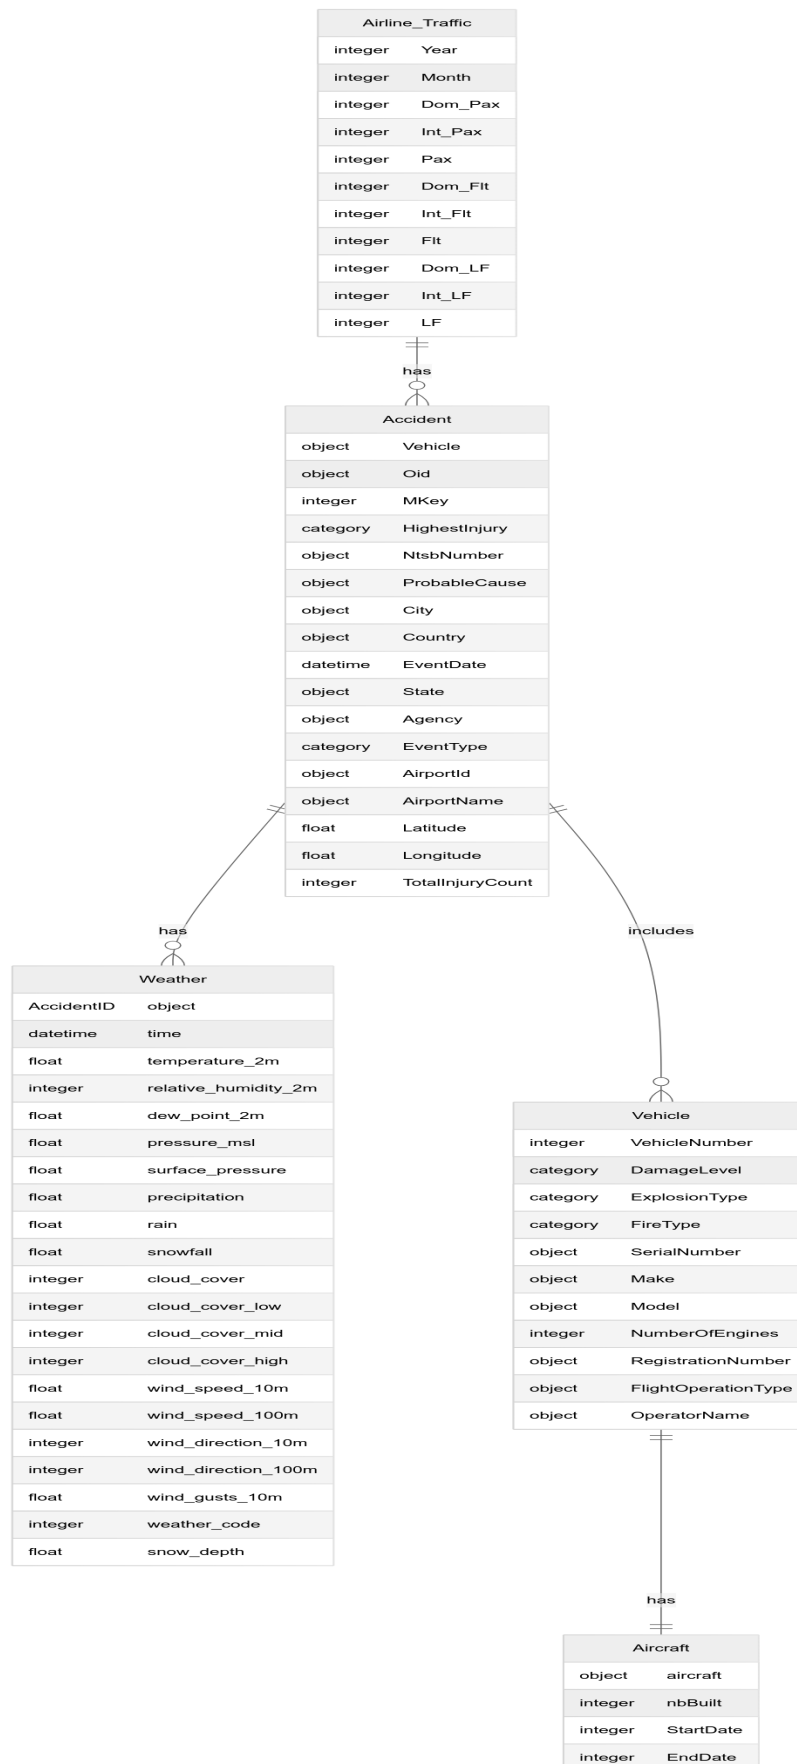 Airline_Traffic
integer Year
integer Month
integer Dom_Pax
integer Int_Pax
integer Pax
integer Dom_Flt
integer Int_Flt
integer Flt
integer Dom_LF
integer Int_LF
integer LF
has
Accident
object Vehicle
object Oid
integer MKey
category HighestInjury
object NtsbNumber
object ProbableCause
object City
object Country
datetime EventDate
object State
object Agency
category EventType
object AirportId
object AirportName
float Latitude
float Longitude
integer TotalInjuryCount
has
includes
Weather
AccidentID object
datetime time
float temperature_2m
integer relative_humidity_2m
float dew_point_2m
float pressure_msl
float surface_pressure
float precipitation
float rain
float snowfall
integer cloud_cover
integer cloud_cover_low
integer cloud_cover_mid
integer cloud_cover_high
float wind_speed_10m
float wind_speed_100m
integer wind_direction_10m
integer wind_direction_100m
float wind_gusts_10m
integer weather_code
float snow_depth
Vehicle
integer VehicleNumber
category DamageLevel
category ExplosionType
category FireType
object SerialNumber
object Make
object Model
integer NumberOfEngines
object RegistrationNumber
object FlightOperationType
object OperatorName
has
Aircraft
object aircraft
integer nbBuilt
integer StartDate
integer EndDate